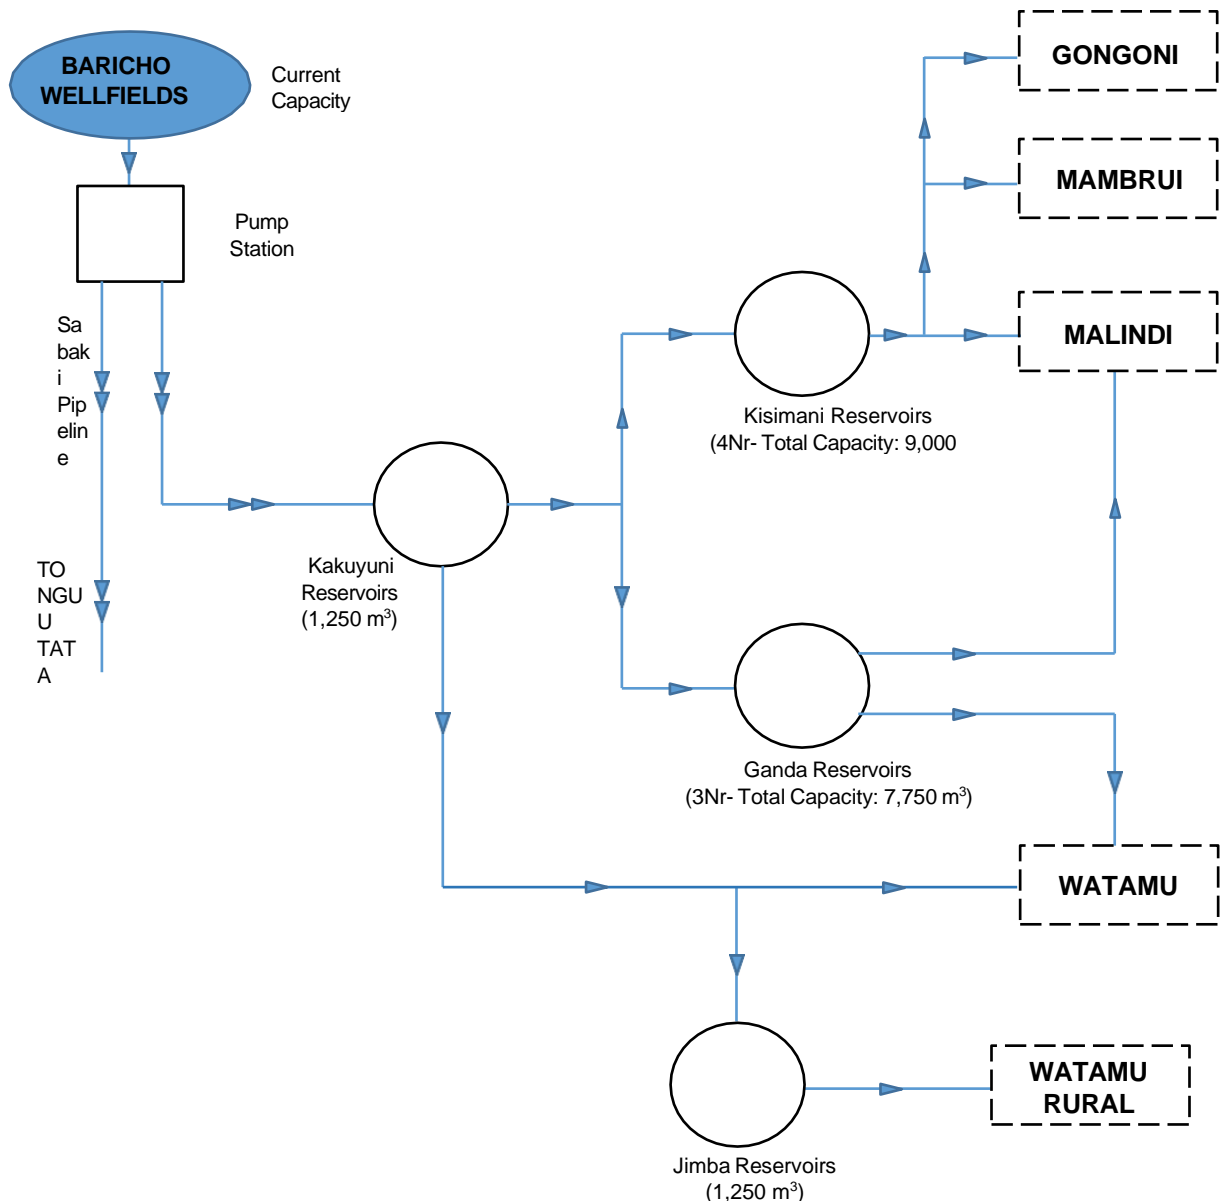 BARICHO
WELLFIELDS
Current
Capacity
Pump
Station
Sa
bak
i
Pip
elin
e
TO
NGU
U
TAT
A
Kakuyuni
Reservoirs
(1,250 m³)
Kisimani Reservoirs
(4Nr- Total Capacity: 9,000
Ganda Reservoirs
(3Nr- Total Capacity: 7,750 m³)
Jimba Reservoirs
(1,250 m³)
GONGONI
MAMBRUI
MALINDI
WATAMU
WATAMU
RURAL